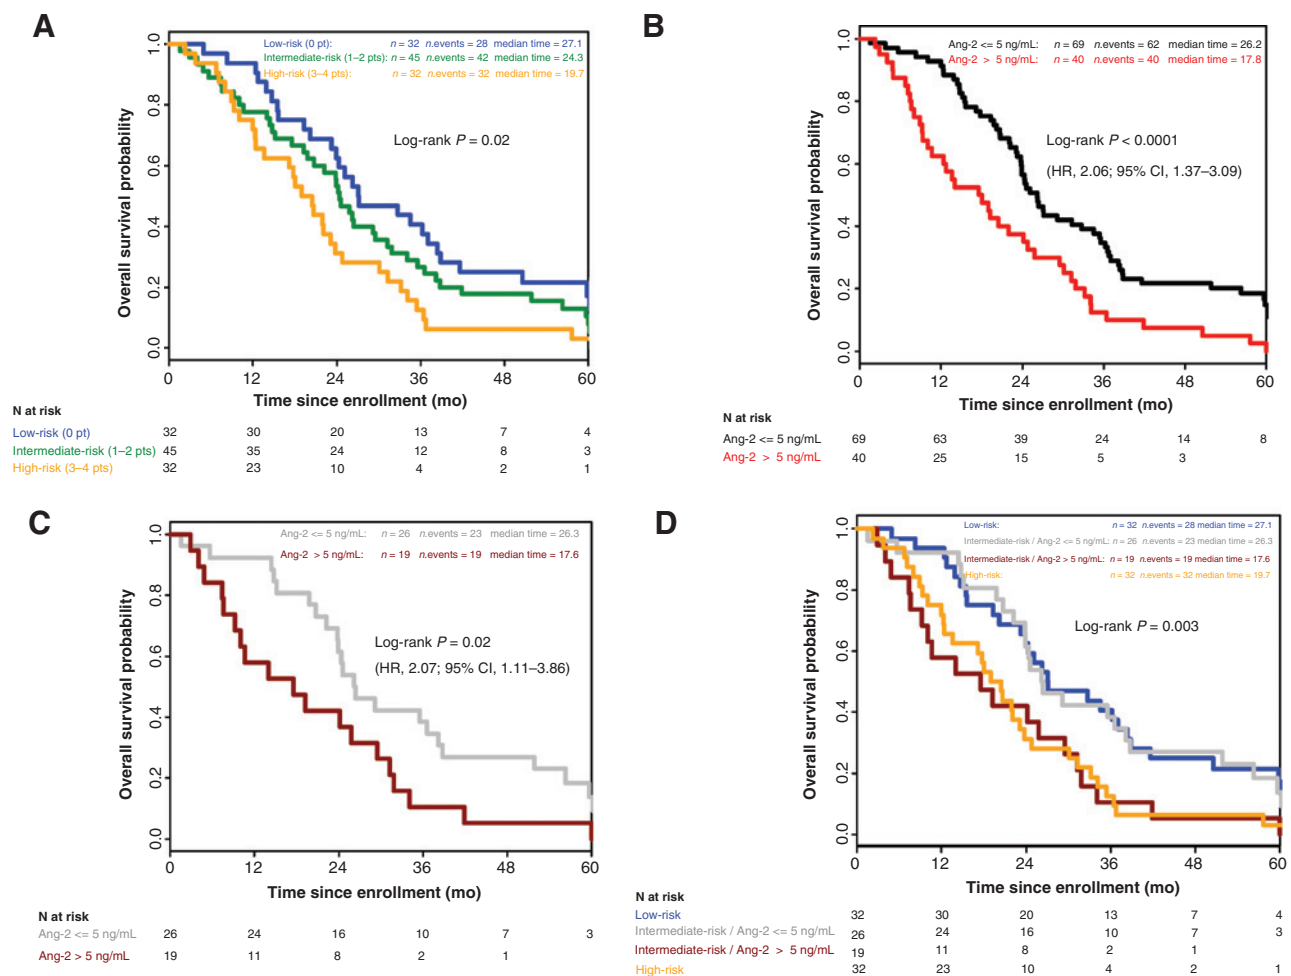 A
Low-risk (0 pt): n = 32 n.events = 28 median time = 27.1
Intermediate-risk (1–2 pts): n = 45 n.events = 42 median time = 24.3
High-risk (3–4 pts): n = 32 n.events = 32 median time = 19.7
Log-rank P = 0.02
Overall survival probability
1.0
0.8
0.6
0.4
0.2
0.0
0 12 24 36 48 60
Time since enrollment (mo)
N at risk
Low-risk (0 pt) 32 30 20 13 7 4
Intermediate-risk (1–2 pts) 45 35 24 12 8 3
High-risk (3–4 pts) 32 23 10 4 2 1
B
Ang-2 <= 5 ng/mL: n = 69 n.events = 62 median time = 26.2
Ang-2 > 5 ng/mL: n = 40 n.events = 40 median time = 17.8
Log-rank P < 0.0001
(HR, 2.06; 95% CI, 1.37–3.09)
Overall survival probability
1.0
0.8
0.6
0.4
0.2
0.0
0 12 24 36 48 60
Time since enrollment (mo)
N at risk
Ang-2 <= 5 ng/mL 69 63 39 24 14 8
Ang-2 > 5 ng/mL 40 25 15 5 3
C
Ang-2 <= 5 ng/mL: n = 26 n.events = 23 median time = 26.3
Ang-2 > 5 ng/mL: n = 19 n.events = 19 median time = 17.6
Log-rank P = 0.02
(HR, 2.07; 95% CI, 1.11–3.86)
Overall survival probability
1.0
0.8
0.6
0.4
0.2
0.0
0 12 24 36 48 60
Time since enrollment (mo)
N at risk
Ang-2 <= 5 ng/mL 26 24 16 10 7 3
Ang-2 > 5 ng/mL 19 11 8 2 1
D
Low-risk: n = 32 n.events = 28 median time = 27.1
Intermediate-risk / Ang-2 <= 5 ng/mL: n = 26 n.events = 23 median time = 26.3
Intermediate-risk / Ang-2 > 5 ng/mL: n = 19 n.events = 19 median time = 17.6
High-risk: n = 32 n.events = 32 median time = 19.7
Log-rank P = 0.003
Overall survival probability
1.0
0.8
0.6
0.4
0.2
0.0
0 12 24 36 48 60
Time since enrollment (mo)
N at risk
Low-risk 32 30 20 13 7 4
Intermediate-risk / Ang-2 <= 5 ng/mL 26 24 16 10 7 3
Intermediate-risk / Ang-2 > 5 ng/mL 19 11 8 2 1
High-risk 32 23 10 4 2 1